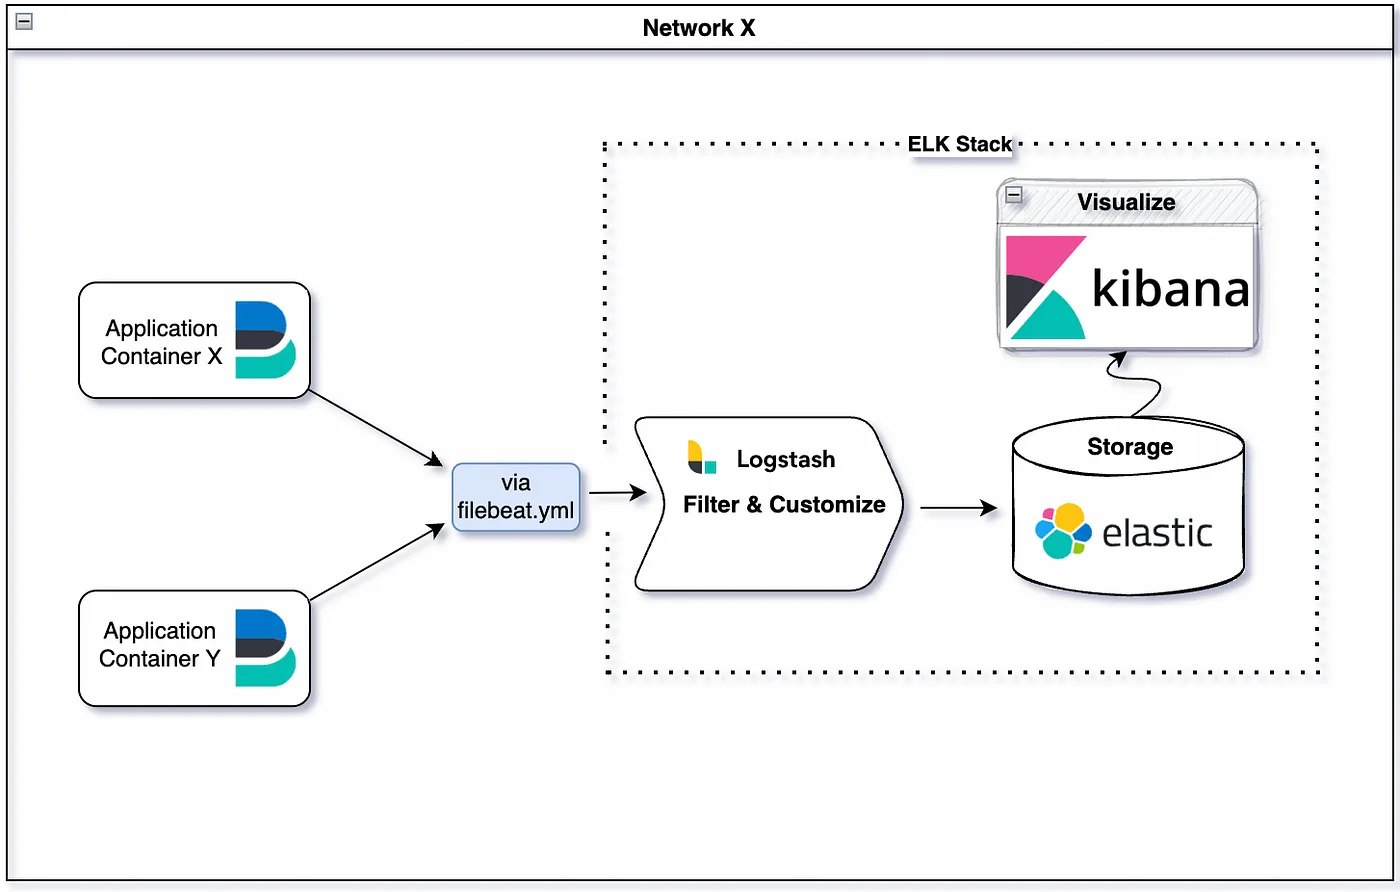 Network X
ELK Stack
Visualize
kibana
Application
Container X
Logstash
Filter & Customize
Storage
elastic
via
filebeat.yml
Application
Container Y